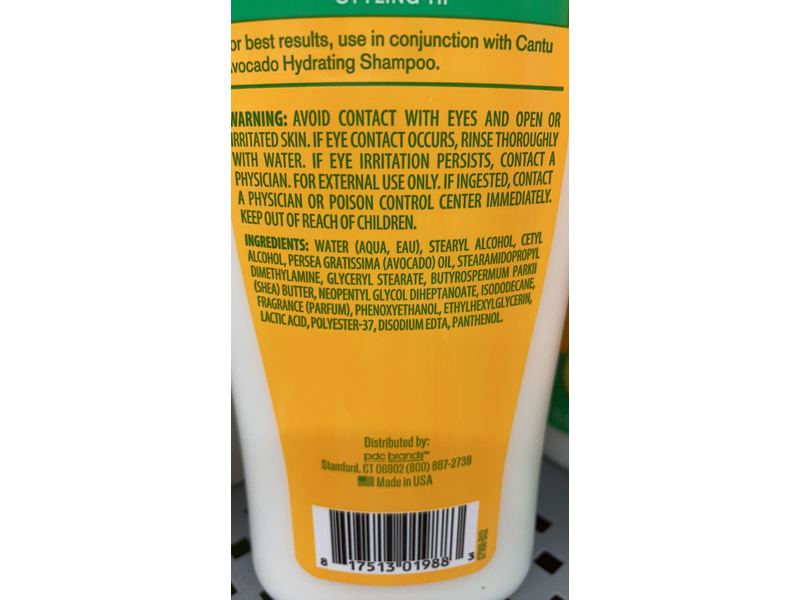 STYLING TIP
or best results, use in conjunction with Cantu
vocado Hydrating Shampoo.
WARNING: AVOID CONTACT WITH EYES AND OPEN OR
IRRITATED SKIN. IF EYE CONTACT OCCURS, RINSE THOROUGHLY
WITH WATER. IF EYE IRRITATION PERSISTS, CONTACT A
PHYSICIAN. FOR EXTERNAL USE ONLY. IF INGESTED, CONTACT
A PHYSICIAN OR POISON CONTROL CENTER IMMEDIATELY.
KEEP OUT OF REACH OF CHILDREN.
INGREDIENTS: WATER (AQUA, EAU), STEARYL ALCOHOL, CETYL
ALCOHOL, PERSEA GRATISSIMA (AVOCADO) OIL, STEARAMIDOPROPYL
DIMETHYLAMINE, GLYCERYL STEARATE, BUTYROSPERMUM PARKII
(SHEA) BUTTER, NEOPENTYL GLYCOL DIHEPTANOATE, ISODODECANE,
FRAGRANCE (PARFUM), PHENOXYETHANOL, ETHYLHEXYLGLYCERIN,
LACTIC ACID, POLYESTER-37, DISODIUM EDTA, PANTHENOL.
Distributed by:
pdc brands™
Stamford, CT 06902 (800) 887-2738
Made in USA
8 17513 01988 3